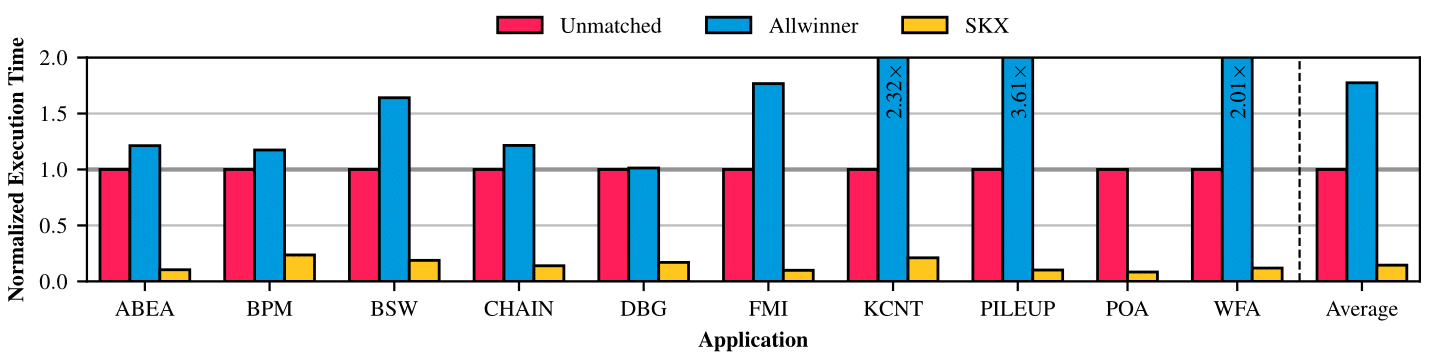 Unmatched Allwinner SKX
Normalized Execution Time
2.0
1.5
1.0
0.5
0.0
2.32×
3.61×
2.01×
ABEA BPM BSW CHAIN DBG FMI KCNT PILEUP POA WFA Average
Application